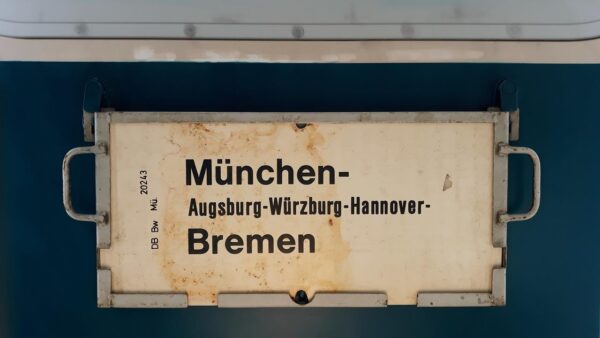 München-
Augsburg-Würzburg-Hannover-
Bremen
DB Bw Mü. 20243